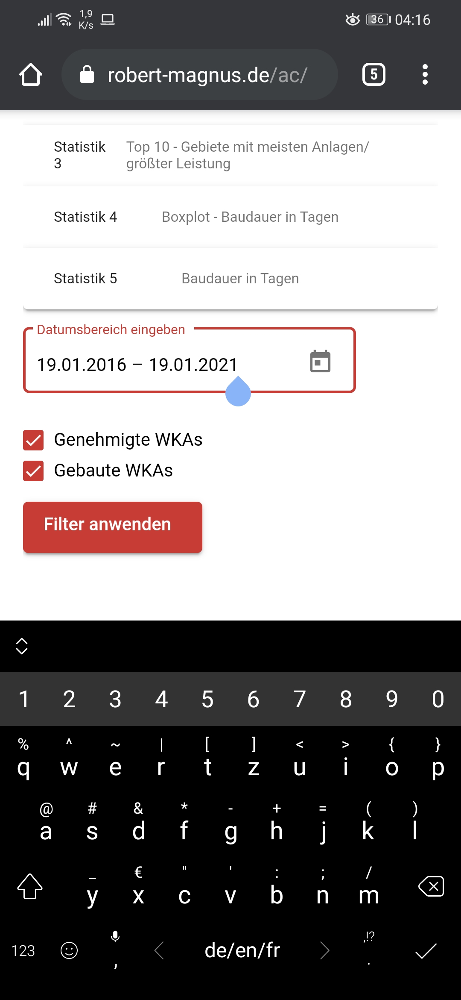 1,9
K/s
36
04:16
robert-magnus.de/ac/
5
Statistik
3
Top 10 - Gebiete mit meisten Anlagen/
größter Leistung
Statistik 4
Boxplot - Baudauer in Tagen
Statistik 5
Baudauer in Tagen
Datumsbereich eingeben
19.01.2016 – 19.01.2021
Genehmigte WKAs
Gebaute WKAs
Filter anwenden
1 2 3 4 5 6 7 8 9 0
% ^ ~ | [ ] < > { }
q w e r t z u i o p
@ # & * - + = ( )
a s d f g h j k l
_ € " ' : ; /
y x c v b n m
,!?
123 , de/en/fr .